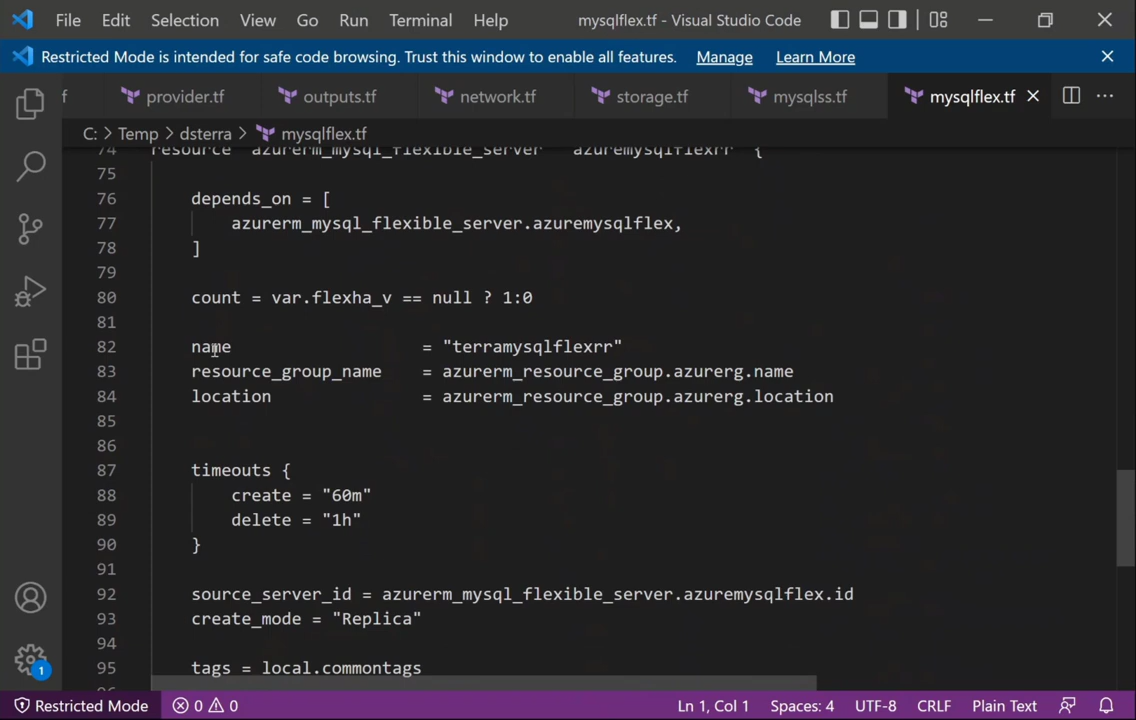 File Edit Selection View Go Run Terminal Help mysqlflex.tf - Visual Studio Code
Restricted Mode is intended for safe code browsing. Trust this window to enable all features. Manage Learn More
f provider.tf outputs.tf network.tf storage.tf mysqlss.tf mysqlflex.tf
C: > Temp > dsterra > mysqlflex.tf
74 resource "azurerm_mysql_flexible_server" "azuremysqlflexrr" {
75
76 depends_on = [
77 azurerm_mysql_flexible_server.azuremysqlflex,
78 ]
79
80 count = var.flexha_v == null ? 1:0
81
82 name = "terramysqlflexrr"
83 resource_group_name = azurerm_resource_group.azurerg.name
84 location = azurerm_resource_group.azurerg.location
85
86
87 timeouts {
88 create = "60m"
89 delete = "1h"
90 }
91
92 source_server_id = azurerm_mysql_flexible_server.azuremysqlflex.id
93 create_mode = "Replica"
94
95 tags = local.commontags
1 Restricted Mode 0 0 Ln 1, Col 1 Spaces: 4 UTF-8 CRLF Plain Text